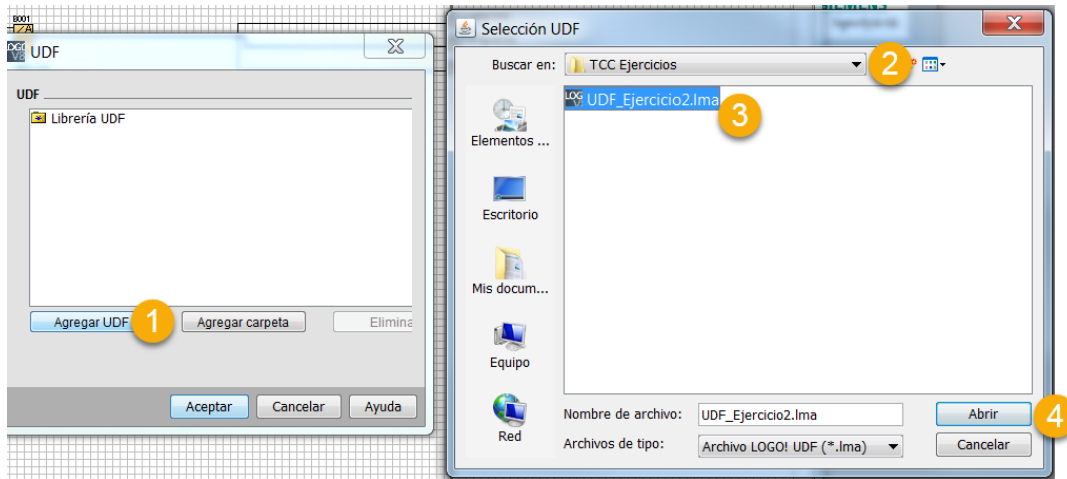 B001
UDF
UDF
Librería UDF
Agregar UDF
1
Agregar carpeta
Elimina
Aceptar
Cancelar
Ayuda
SIEMENS
Selección UDF
Buscar en:
TCC Ejercicios
2
UDF_Ejercicio2.lma
3
Elementos ...
Escritorio
Mis docum...
Equipo
Red
Nombre de archivo:
UDF_Ejercicio2.lma
Abrir
4
Archivos de tipo:
Archivo LOGO! UDF (*.lma)
Cancelar